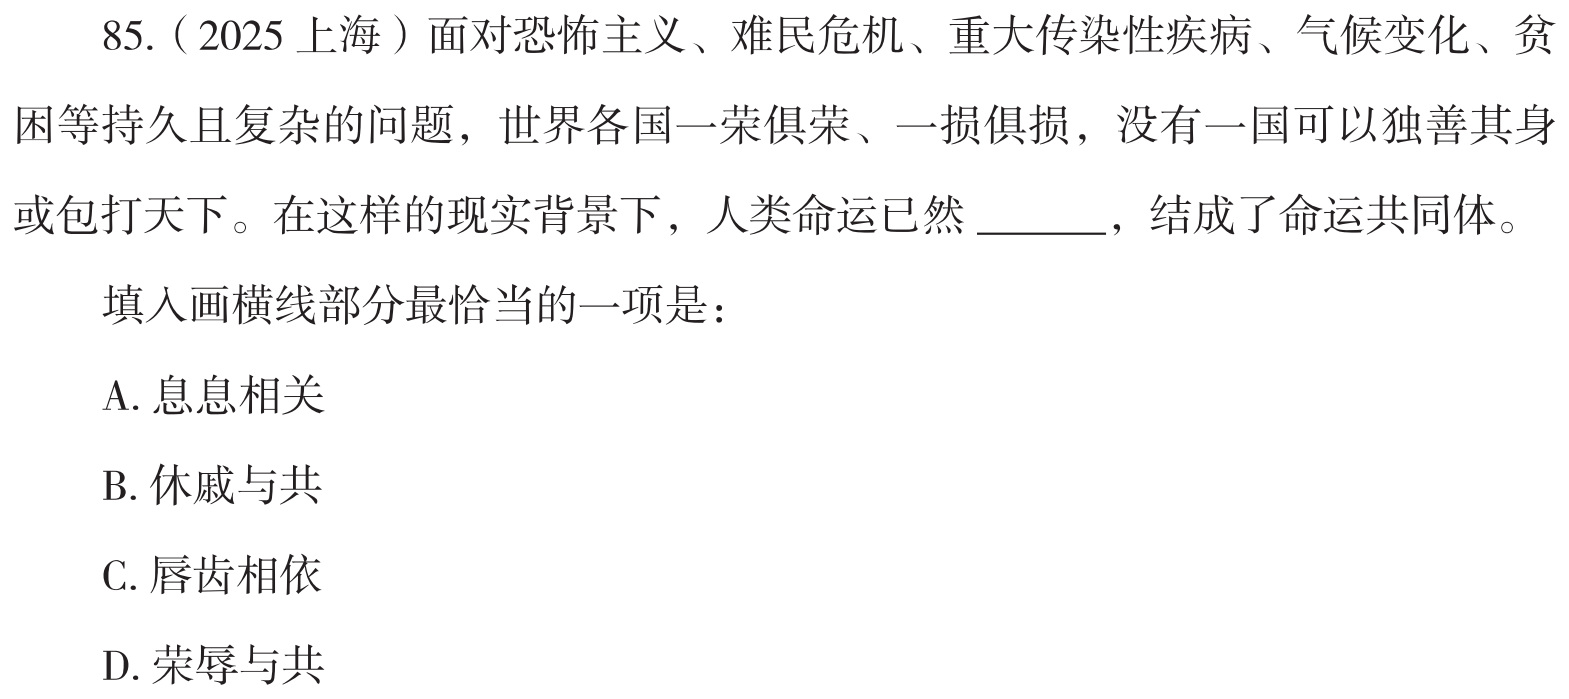 85.（2025 上海）面对恐怖主义、难民危机、重大传染性疾病、气候变化、贫
困等持久且复杂的问题，世界各国一荣俱荣、一损俱损，没有一国可以独善其身
或包打天下。在这样的现实背景下，人类命运已然 ______，结成了命运共同体。
填入画横线部分最恰当的一项是：
A. 息息相关
B. 休戚与共
C. 唇齿相依
D. 荣辱与共